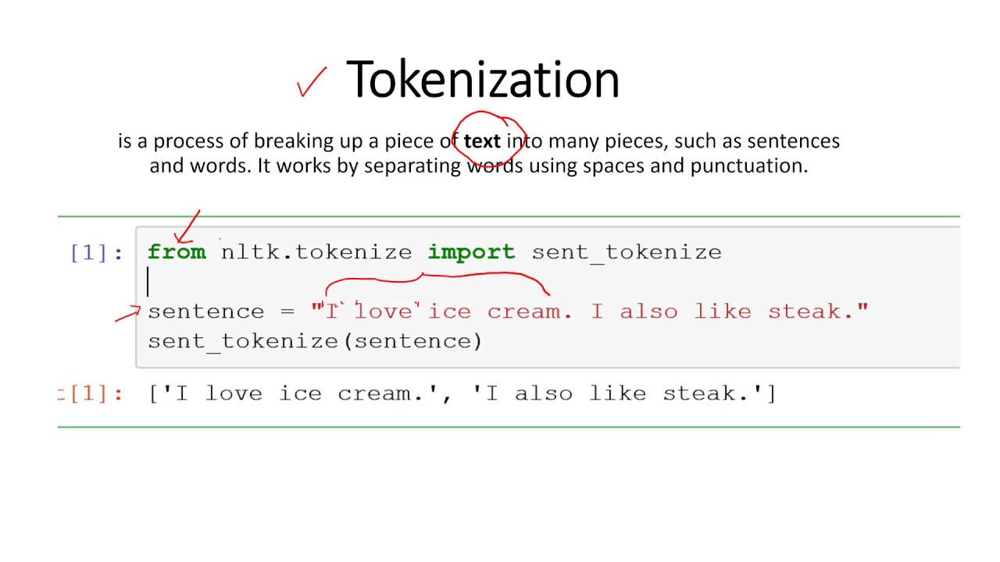 Tokenization
is a process of breaking up a piece of text into many pieces, such as sentences
and words. It works by separating words using spaces and punctuation.
[1]: from nltk.tokenize import sent_tokenize
sentence = "I love ice cream. I also like steak."
sent_tokenize(sentence)
t[1]: ['I love ice cream.', 'I also like steak.']